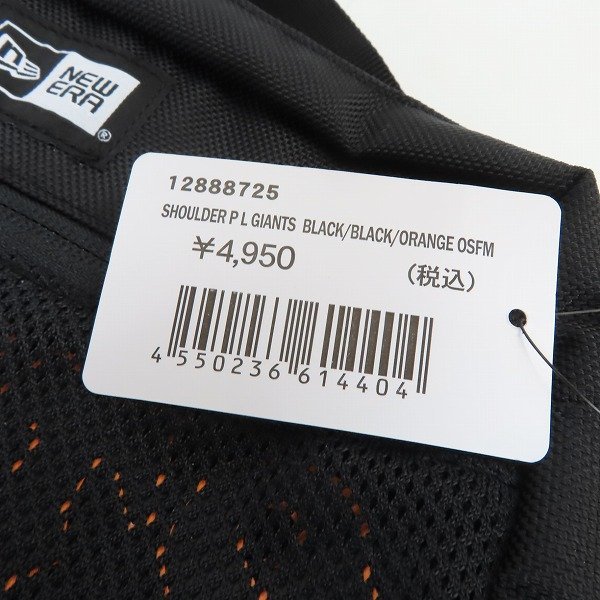 NEW
ERA
®
12888725
SHOULDER P L GIANTS BLACK/BLACK/ORANGE OSFM
¥4,950 (税込)
4 550236 614404